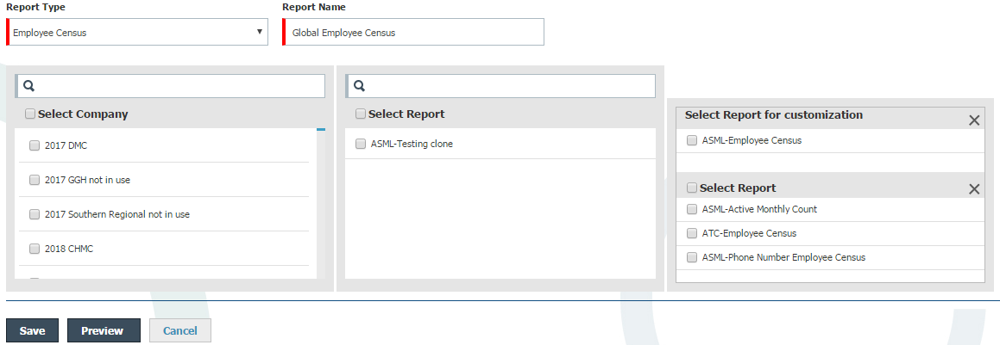 Report Type
Report Name
Employee Census
Global Employee Census
Select Company
2017 DMC
2017 GGH not in use
2017 Southern Regional not in use
2018 CHMC
Select Report
ASML-Testing clone
Select Report for customization
ASML-Employee Census
Select Report
ASML-Active Monthly Count
ATC-Employee Census
ASML-Phone Number Employee Census
Save
Preview
Cancel